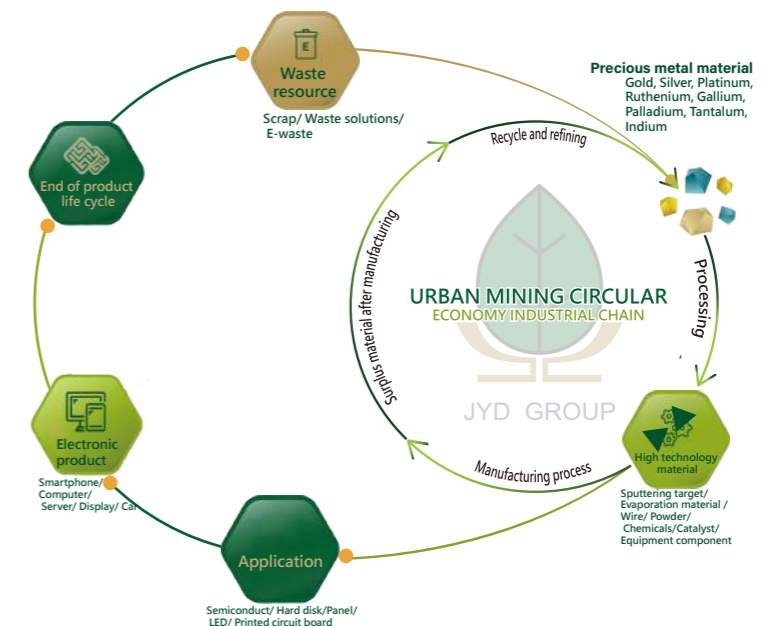 E
Waste
resource
Scrap/ Waste solutions/
E-waste
Precious metal material
Gold, Silver, Platinum,
Ruthenium, Gallium,
Palladium, Tantalum,
Indium
Recycle and refining
End of product
life cycle
Surplus material after manufacturing
Processing
URBAN MINING CIRCULAR
ECONOMY INDUSTRIAL CHAIN
JYD GROUP
Electronic
product
Smartphone/
Computer/
Server/ Display/ Car
High technology
material
Manufacturing process
Sputtering target/
Evaporation material /
Wire/ Powder/
Chemicals/Catalyst/
Equipment component
Application
Semiconduct/ Hard disk/Panel/
LED/ Printed circuit board